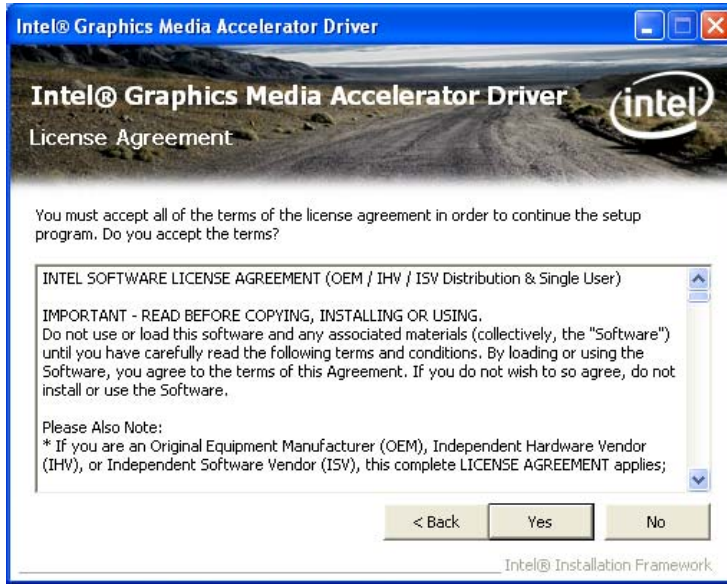 Intel® Graphics Media Accelerator Driver
Intel® Graphics Media Accelerator Driver
intel
License Agreement
You must accept all of the terms of the license agreement in order to continue the setup
program. Do you accept the terms?
INTEL SOFTWARE LICENSE AGREEMENT (OEM / IHV / ISV Distribution & Single User)
IMPORTANT - READ BEFORE COPYING, INSTALLING OR USING.
Do not use or load this software and any associated materials (collectively, the "Software")
until you have carefully read the following terms and conditions. By loading or using the
Software, you agree to the terms of this Agreement. If you do not wish to so agree, do not
install or use the Software.
Please Also Note:
* If you are an Original Equipment Manufacturer (OEM), Independent Hardware Vendor
(IHV), or Independent Software Vendor (ISV), this complete LICENSE AGREEMENT applies;
< Back Yes No
Intel® Installation Framework